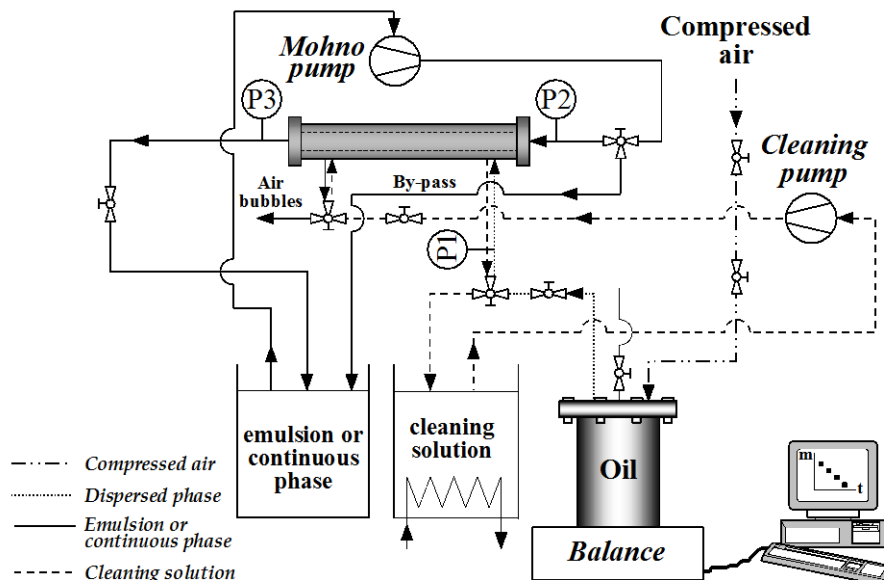 Compressed
air
Mohno
pump
P3
P2
Cleaning
pump
Air
bubbles
By-pass
P1
emulsion or
continuous
phase
cleaning
solution
Oil
Balance
m
t
Compressed air
Dispersed phase
Emulsion or
continuous phase
Cleaning solution